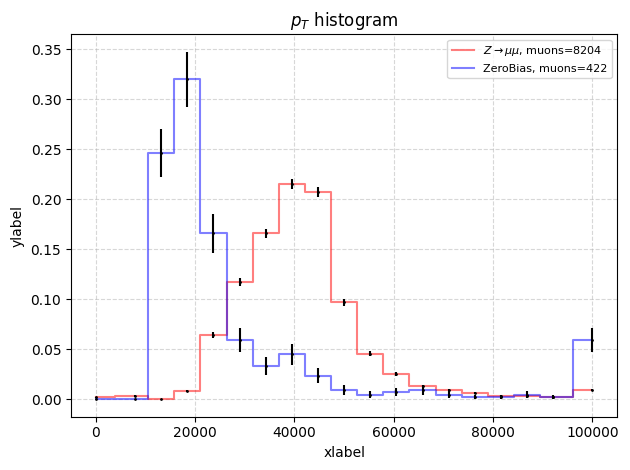 $p_T$ histogram
Z→μμ, muons=8204
ZeroBias, muons=422
ylabel
0.35
0.30
0.25
0.20
0.15
0.10
0.05
0.00
0 20000 40000 60000 80000 100000
xlabel